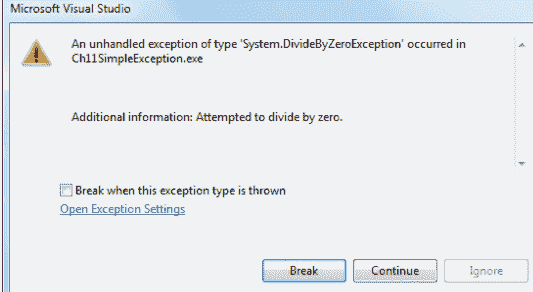 Microsoft Visual Studio
An unhandled exception of type 'System.DivideByZeroException' occurred in
Ch11SimpleException.exe
Additional information: Attempted to divide by zero.
Break when this exception type is thrown
Open Exception Settings
Break
Continue
Ignore